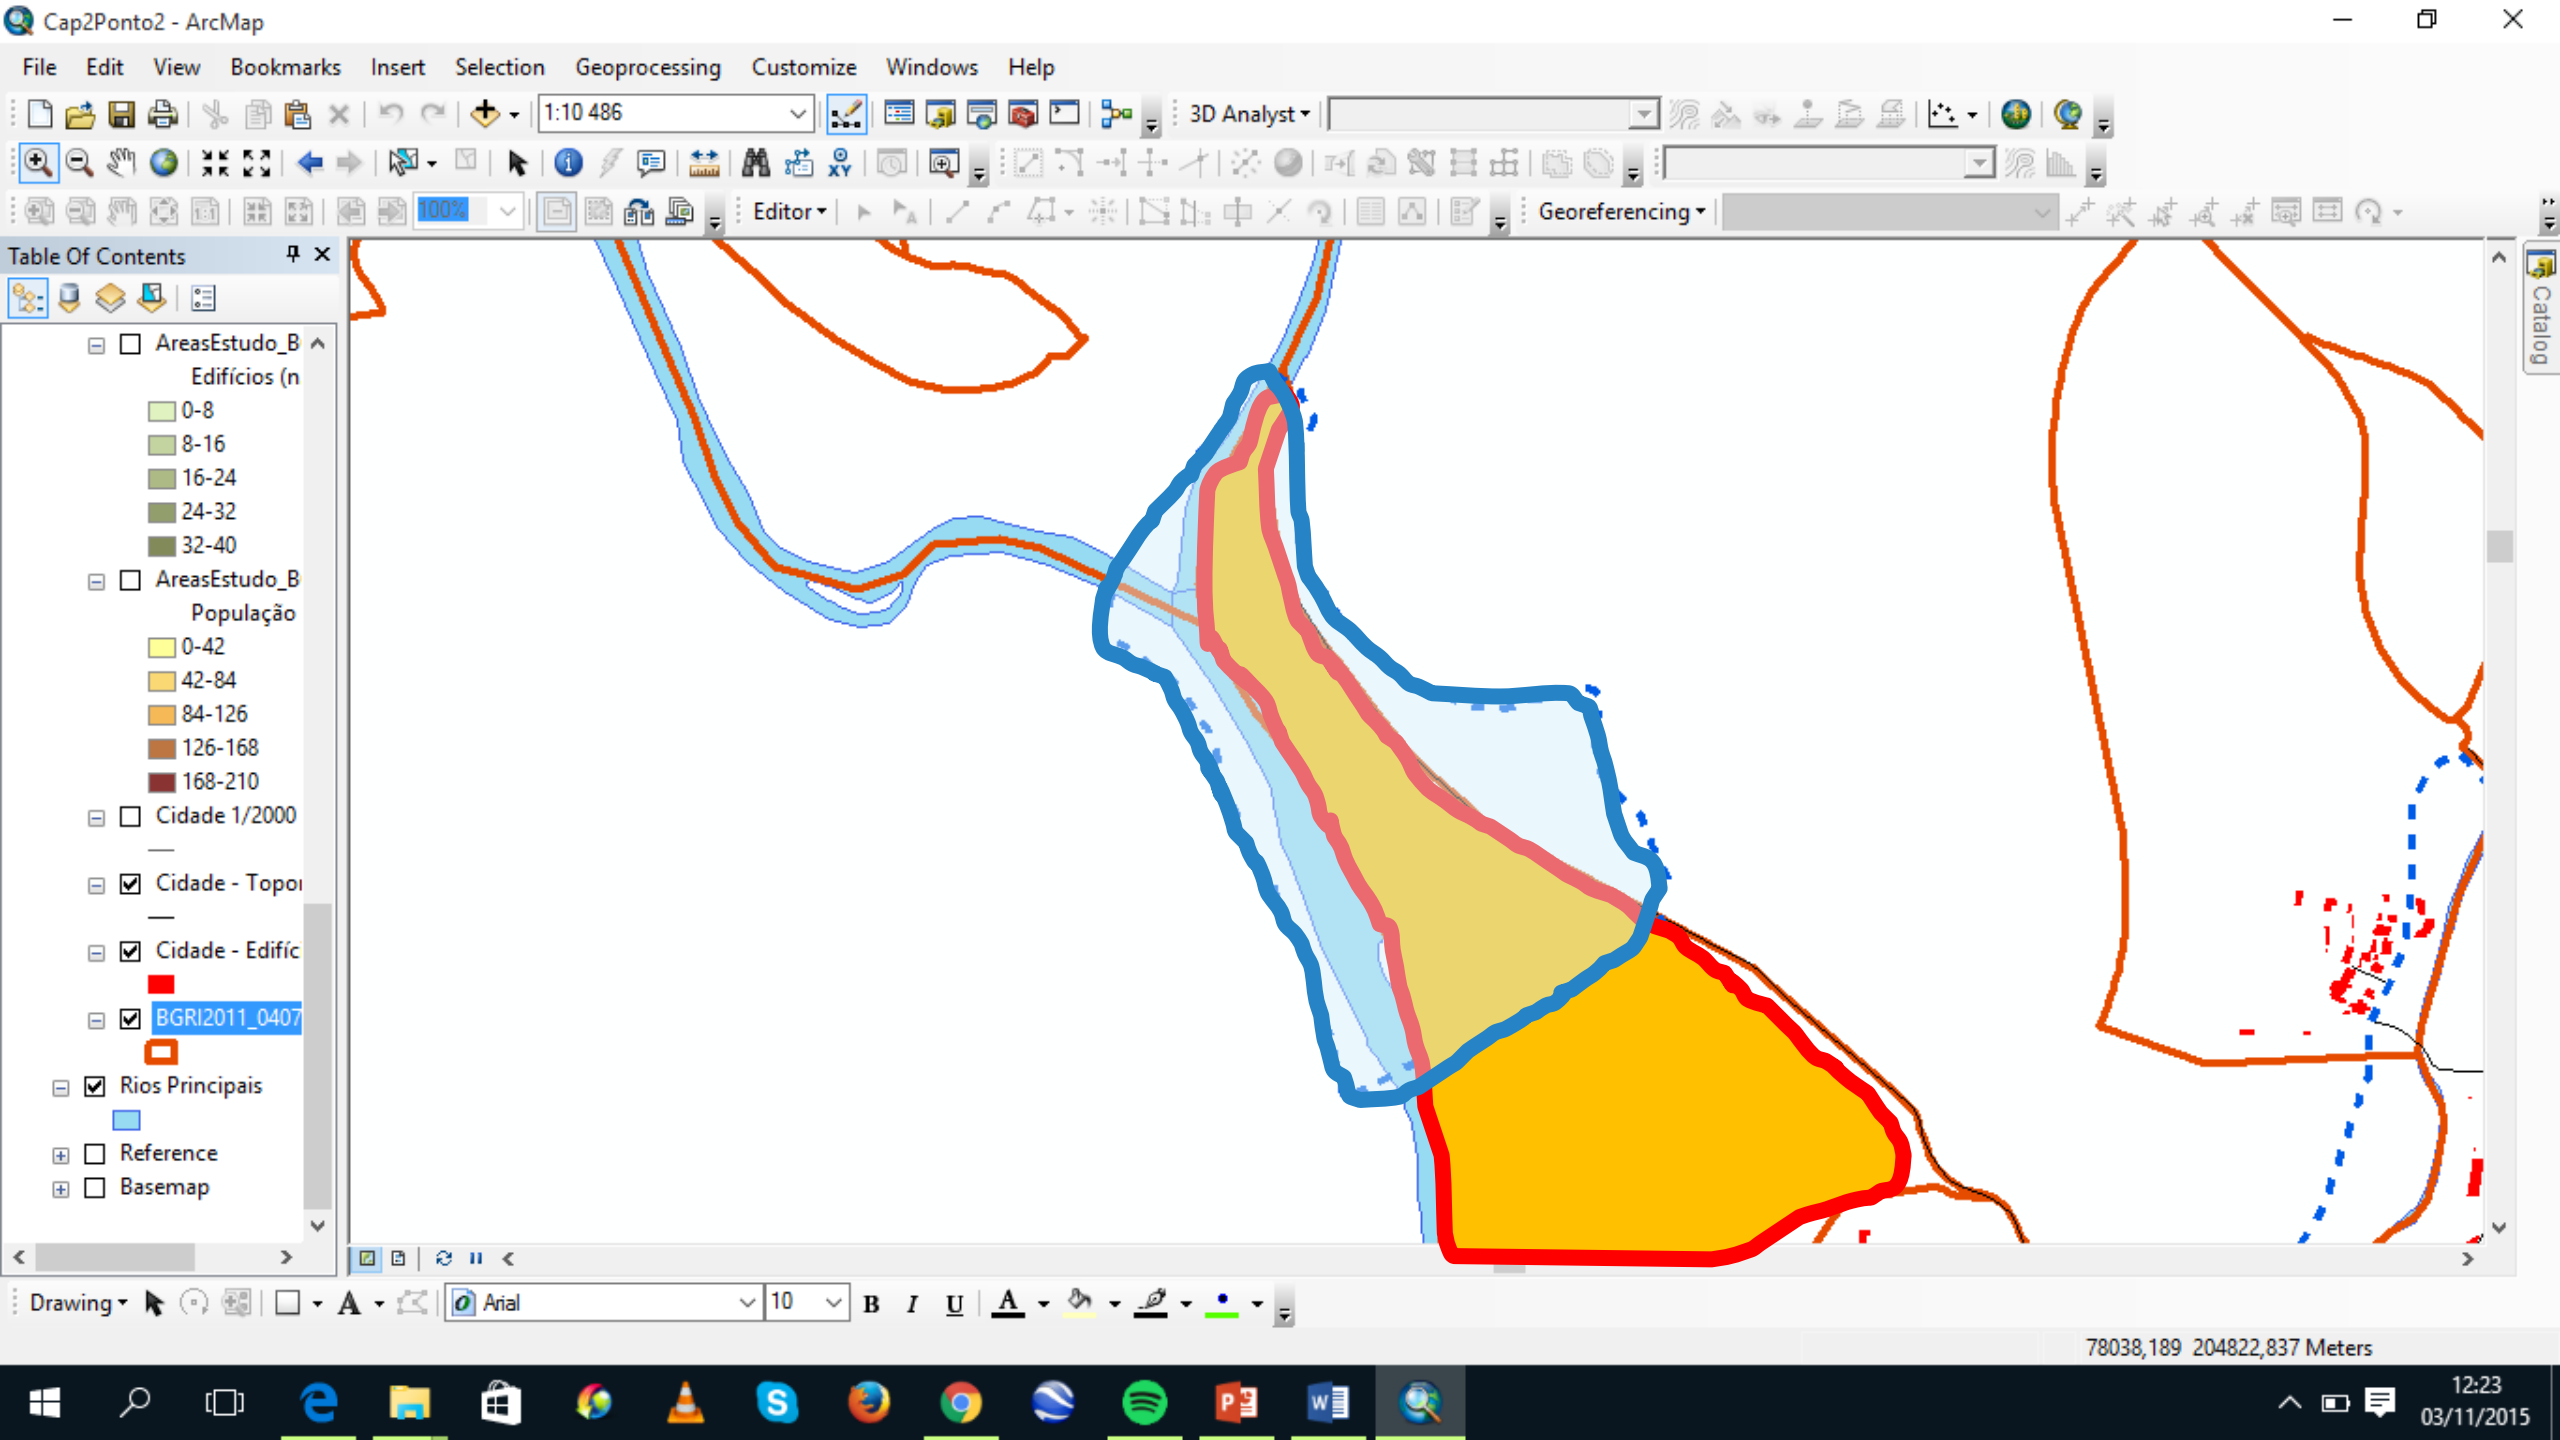 Cap2Ponto2 - ArcMap
File Edit View Bookmarks Insert Selection Geoprocessing Customize Windows Help
1:10 486
3D Analyst
XY
100%
Editor
Georeferencing
Table Of Contents
Catalog
AreasEstudo_B
Edifícios (n
0-8
8-16
16-24
24-32
32-40
AreasEstudo_B
População
0-42
42-84
84-126
126-168
168-210
Cidade 1/2000
Cidade - Topo
Cidade - Edifíc
BGRI2011_0407
Rios Principais
Reference
Basemap
Drawing A Arial 10 B I U A
78038,189 204822,837 Meters
12:23
03/11/2015